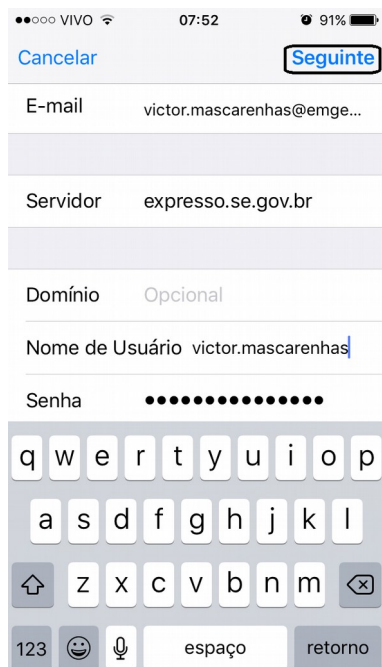 VIVO 07:52 91%
Cancelar Seguinte
E-mail victor.mascarenhas@emge...
Servidor expresso.se.gov.br
Domínio Opcional
Nome de Usuário victor.mascarenhas
Senha ●●●●●●●●●●●●●●●
q w e r t y u i o p
a s d f g h j k l
z x c v b n m
123 espaço retorno